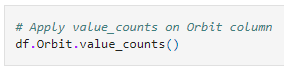 # Apply value_counts on Orbit column
df.Orbit.value_counts()